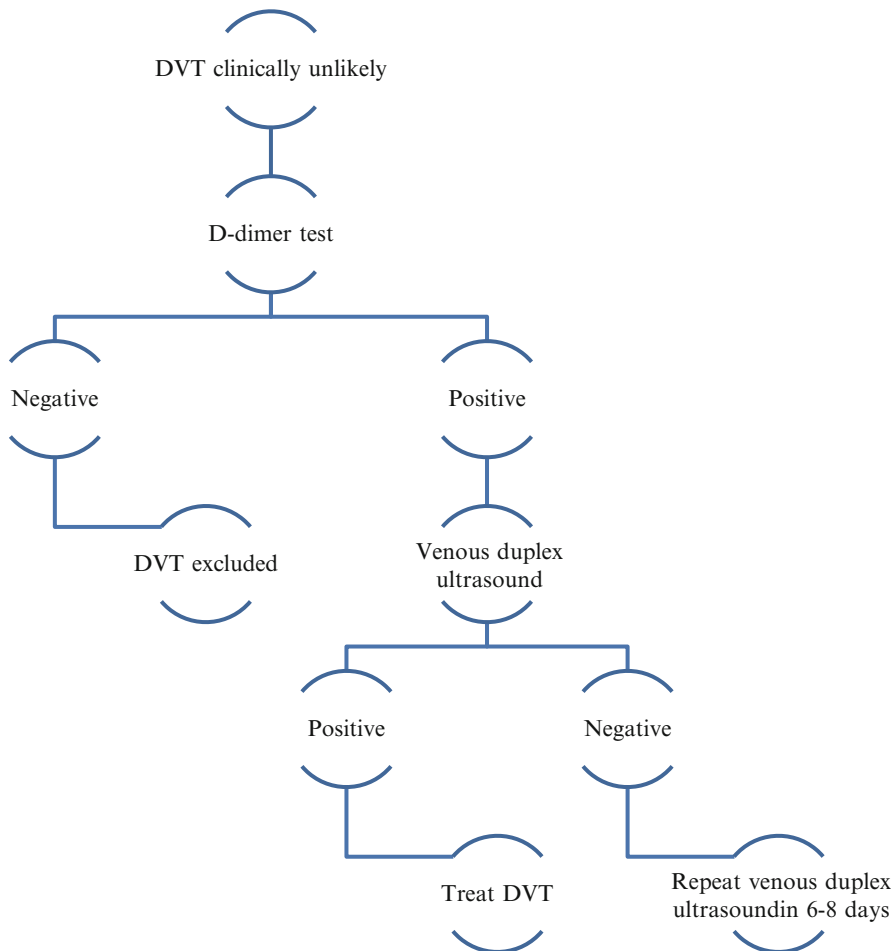 DVT clinically unlikely
D-dimer test
Negative
Positive
DVT excluded
Venous duplex
ultrasound
Positive
Negative
Treat DVT
Repeat venous duplex
ultrasoundin 6-8 days